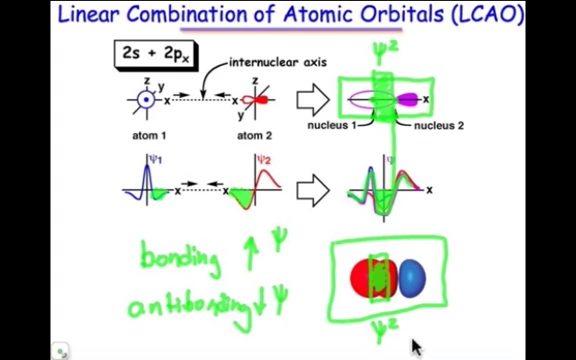 Linear Combination of Atomic Orbitals (LCAO)
ψ²
2s + 2pₓ
internuclear axis
z
y
x
x
z
y
x
nucleus 1
nucleus 2
atom 1
atom 2
ψ1
x
x
ψ2
x
bonding ↑ ψ
antibonding ↓ ψ
ψ²